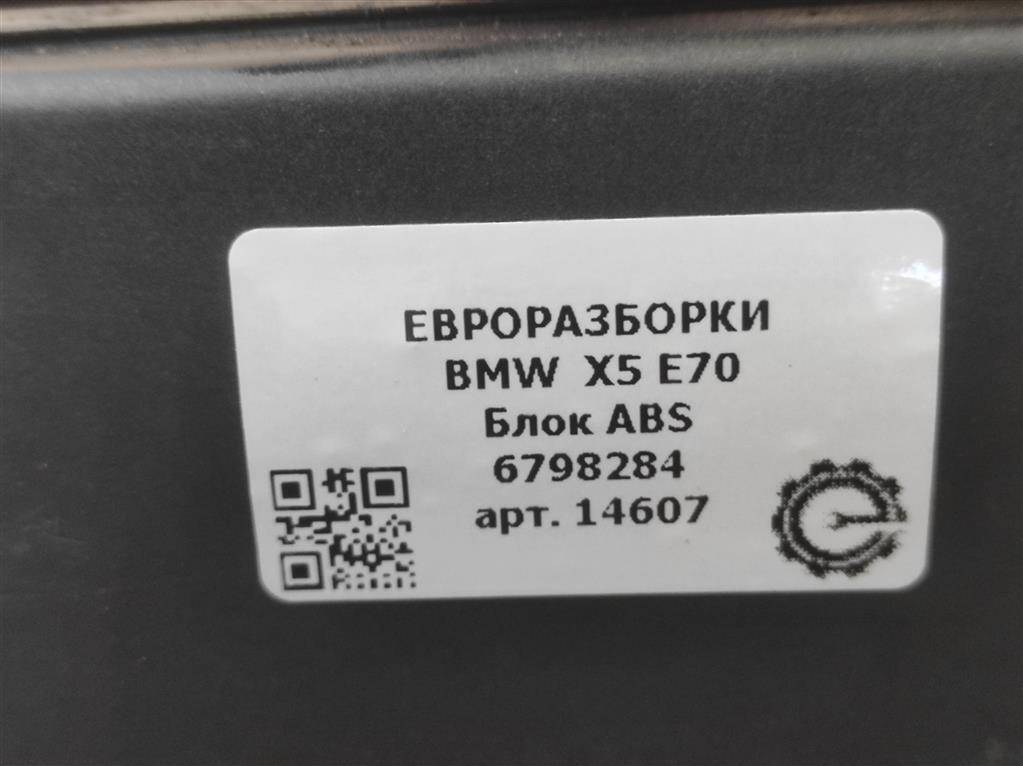 ЕВРОРАЗБОРКИ
BMW X5 E70
Блок ABS
6798284
арт. 14607